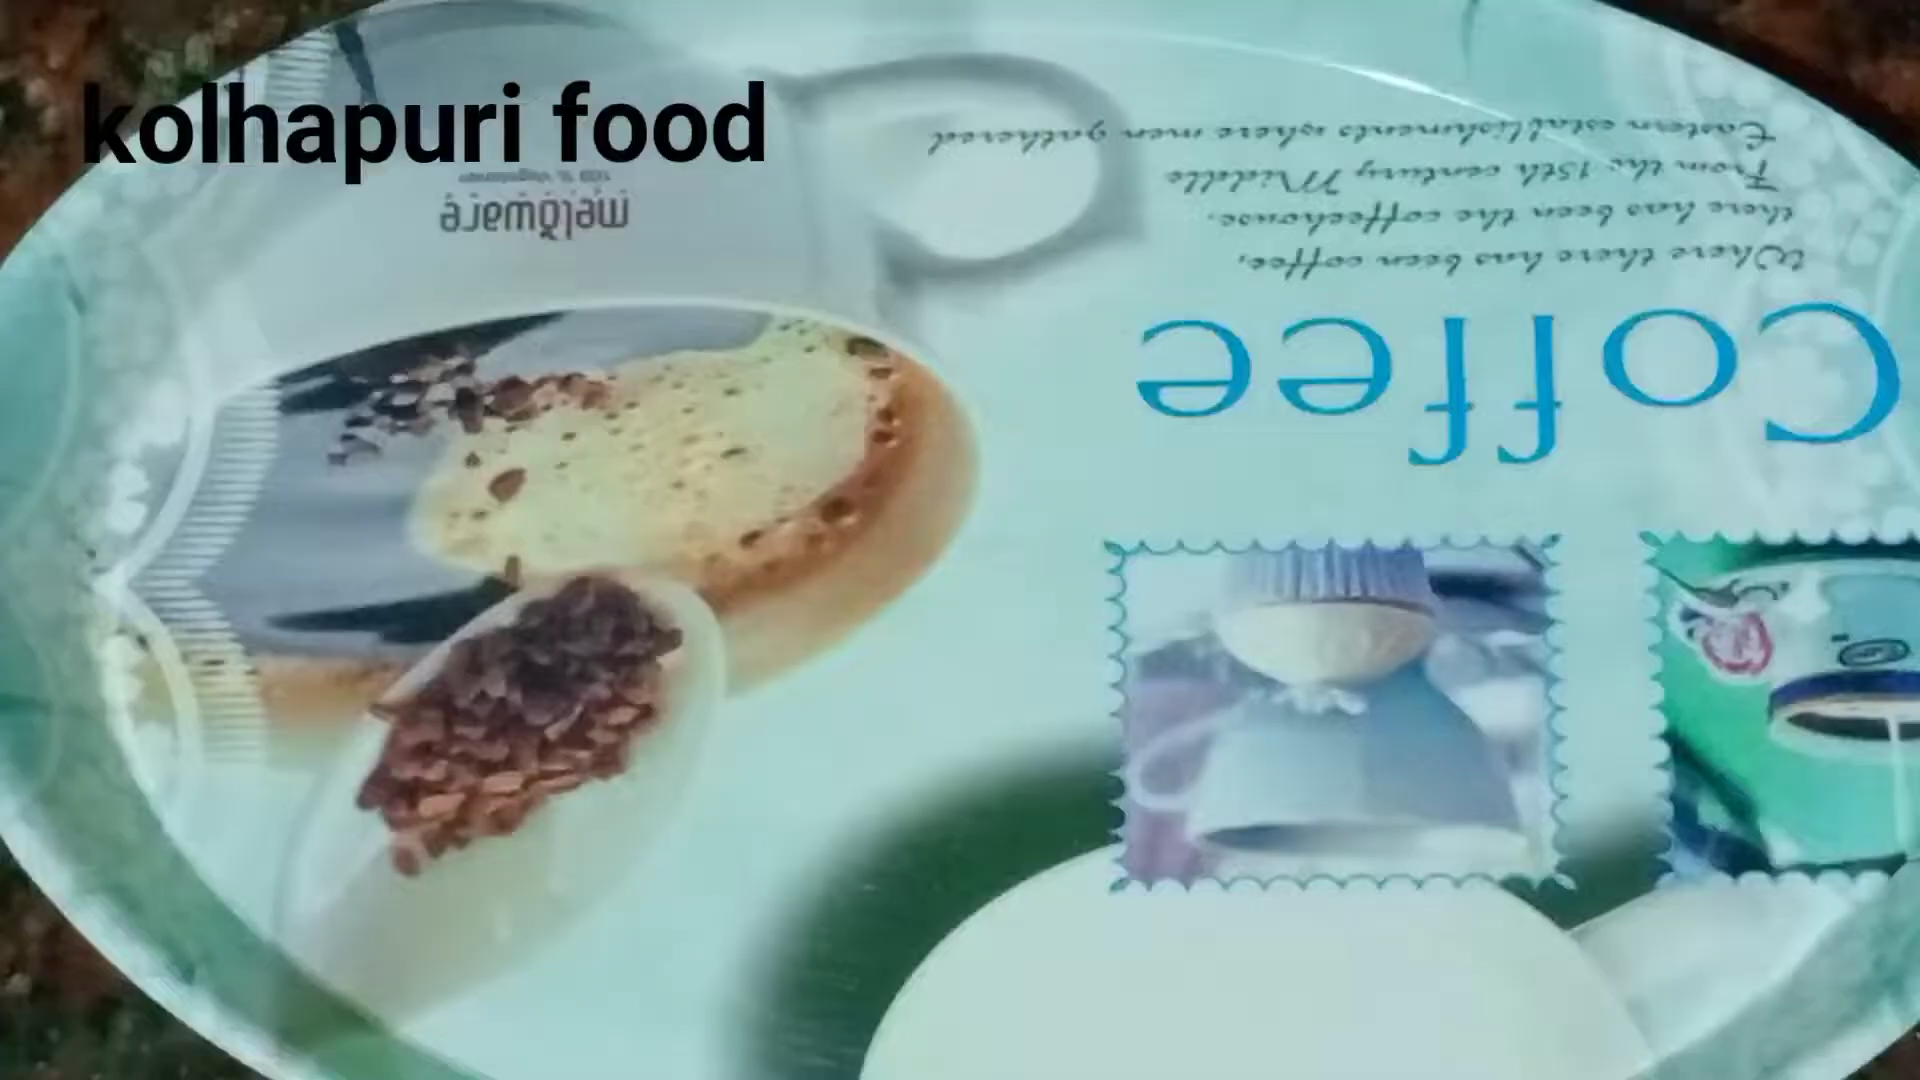 kolhapuri food
Coffee
Where there has been coffee,
there has been the coffeehouse.
From the 15th century Middle
Eastern establishments where men gathered
melöware